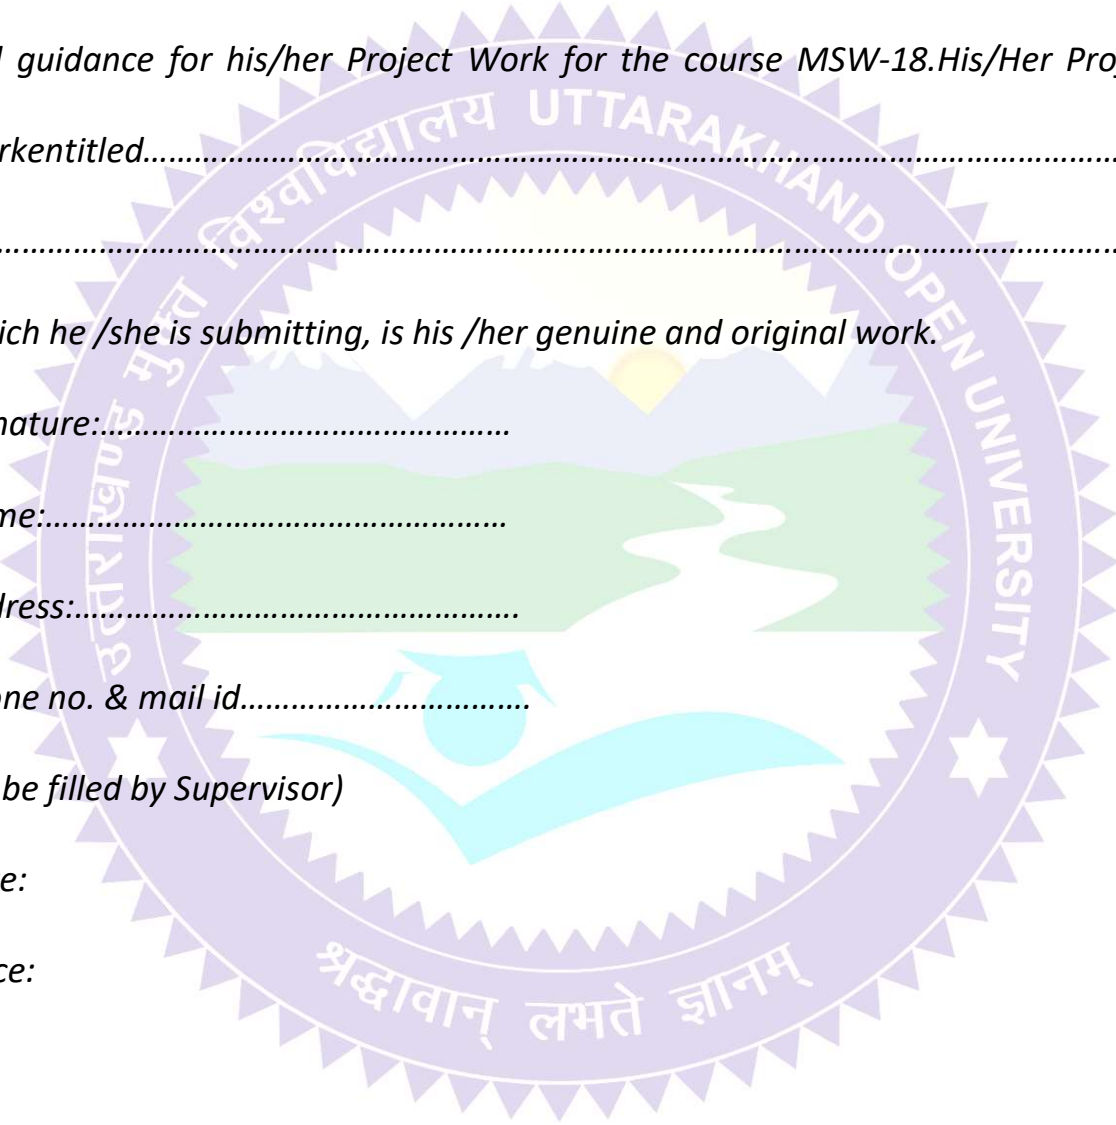 guidance for his/her Project Work for the course MSW-18.His/Her Pro
rkentitled……………………………………………………………………………………………………
……………………………………………………………………………………………………………………
ich he /she is submitting, is his /her genuine and original work.
nature:……………………………………………
me:…………………………………………………
dress:……………………………………………….
one no. & mail id……………………………….
be filled by Supervisor)
e:
ce:
उत्तराखण्ड मुक्त विश्वविद्यालय
UTTARAKHAND OPEN UNIVERSITY
श्रद्धावान् लभते ज्ञानम्